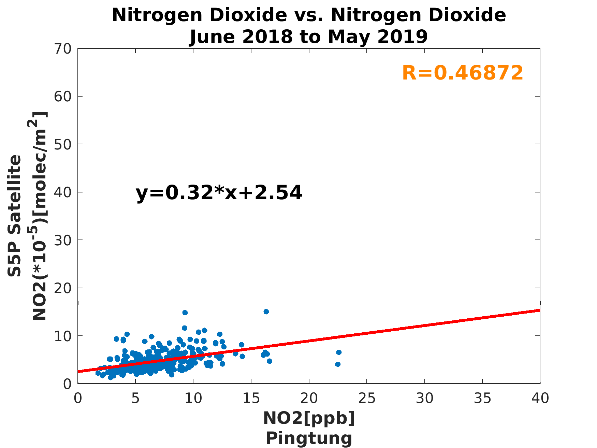 Nitrogen Dioxide vs. Nitrogen Dioxide
June 2018 to May 2019
R=0.46872
y=0.32*x+2.54
S5P Satellite
NO2(*10^-5)[molec/m^2]
70
60
50
40
30
20
10
0
0 5 10 15 20 25 30 35 40
NO2[ppb]
Pingtung